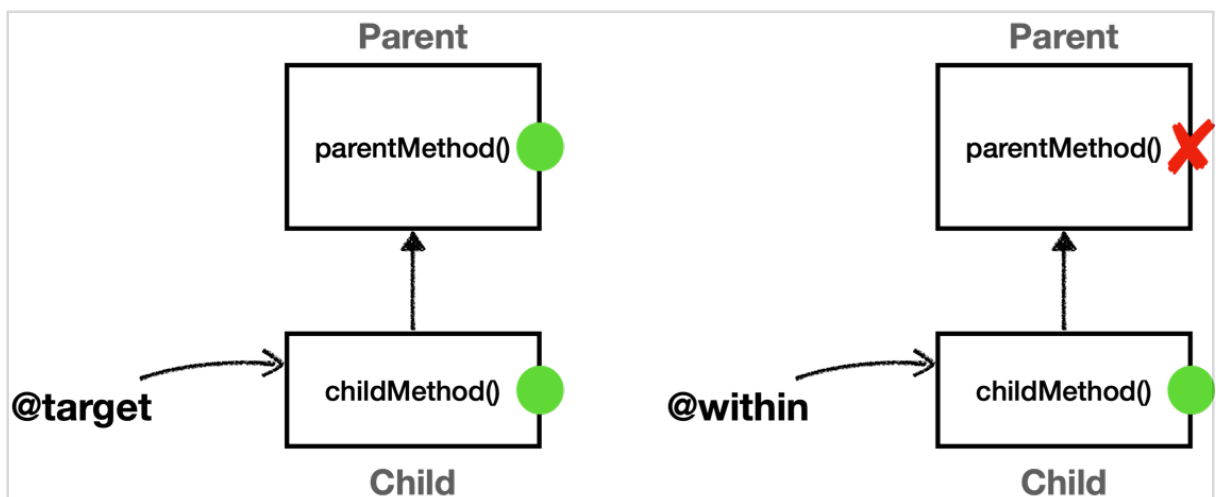 Parent
parentMethod()
childMethod()
@target
Child
Parent
parentMethod()
childMethod()
@within
Child